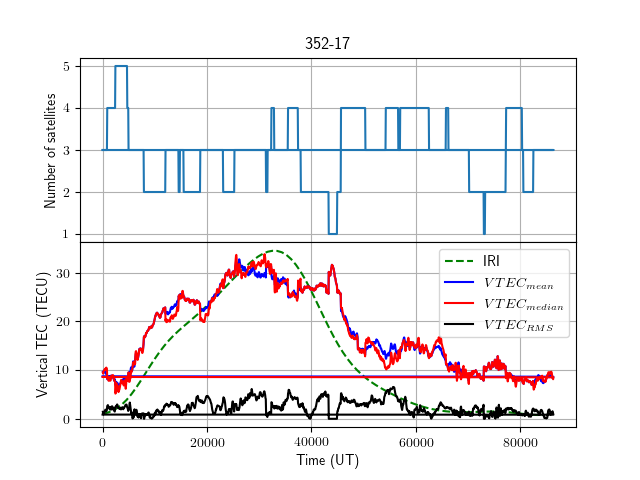 352-17
Number of satellites
5
4
3
2
1
Vertical TEC (TECU)
30
20
10
0
IRI
VTEC_mean
VTEC_median
VTEC_RMS
0 20000 40000 60000 80000
Time (UT)